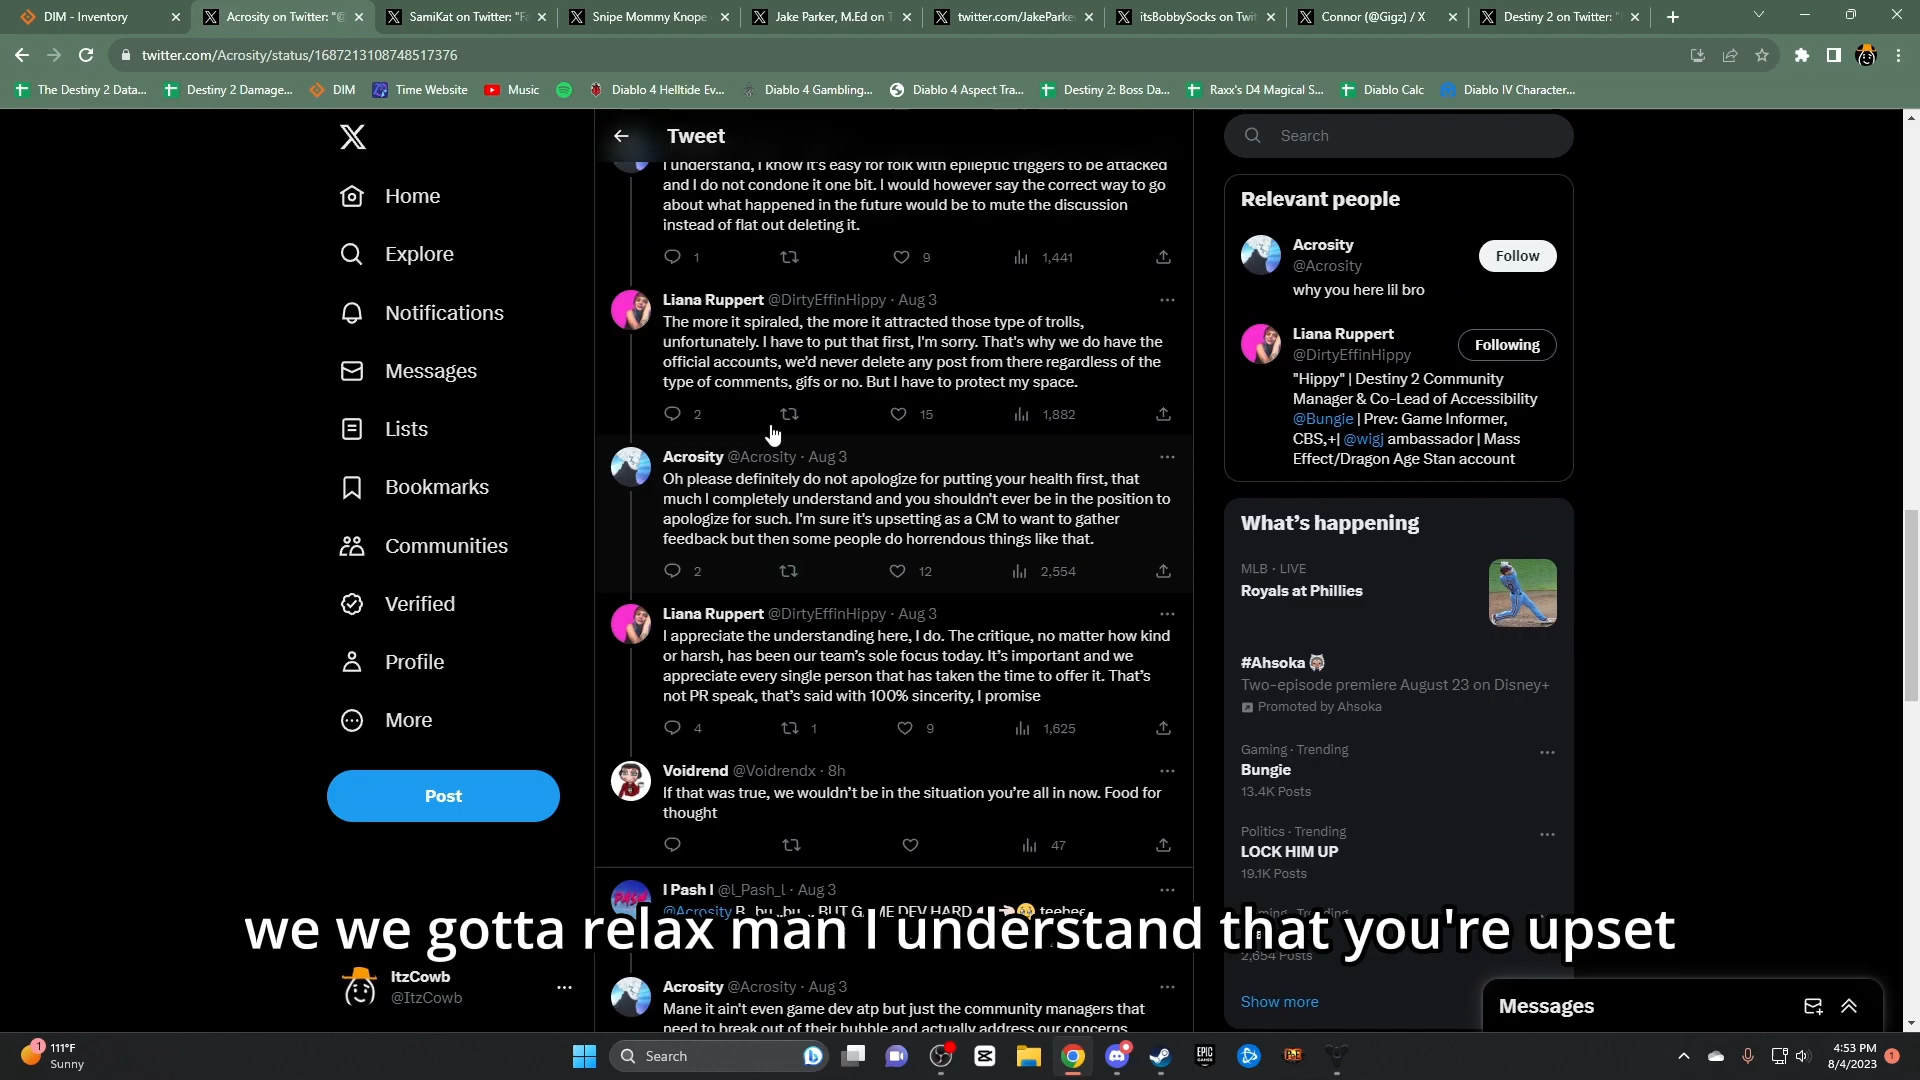 DIM - Inventory
Acrosity on Twitter: "@
SamiKat on Twitter: "Fa
Snipe Mommy Knope
Jake Parker, M.Ed on T
twitter.com/JakeParke
itsBobbySocks on Twit
Connor (@Gigz) / X
Destiny 2 on Twitter: "
twitter.com/Acrosity/status/1687213108748517376
The Destiny 2 Data...
Destiny 2 Damage...
DIM
Time Website
Music
Diablo 4 Helltide Ev...
Diablo 4 Gambling...
Diablo 4 Aspect Tra...
Destiny 2: Boss Da...
Raxx's D4 Magical S...
Diablo Calc
Diablo IV Character...
Home
Explore
Notifications
Messages
Lists
Bookmarks
Communities
Verified
Profile
More
Post
ItzCowb
@ItzCowb
Tweet
I understand, I know it's easy for folk with epileptic triggers to be attacked
and I do not condone it one bit. I would however say the correct way to go
about what happened in the future would be to mute the discussion
instead of flat out deleting it.
1 9 1,441
Liana Ruppert @DirtyEffinHippy · Aug 3
The more it spiraled, the more it attracted those type of trolls,
unfortunately. I have to put that first, I'm sorry. That's why we do have the
official accounts, we'd never delete any post from there regardless of the
type of comments, gifs or no. But I have to protect my space.
2 15 1,882
Acrosity @Acrosity · Aug 3
Oh please definitely do not apologize for putting your health first, that
much I completely understand and you shouldn't ever be in the position to
apologize for such. I'm sure it's upsetting as a CM to want to gather
feedback but then some people do horrendous things like that.
2 12 2,554
Liana Ruppert @DirtyEffinHippy · Aug 3
I appreciate the understanding here, I do. The critique, no matter how kind
or harsh, has been our team's sole focus today. It's important and we
appreciate every single person that has taken the time to offer it. That's
not PR speak, that's said with 100% sincerity, I promise
4 1 9 1,625
Voidrend @Voidrendx · 8h
If that was true, we wouldn't be in the situation you're all in now. Food for
thought
47
I Pash I @l_Pash_l · Aug 3
@Acrosity
we we gotta relax man I understand that you're upset
Acrosity @Acrosity · Aug 3
Mane it ain't even game dev atp but just the community managers that
need to break out of their bubble and actually address our concerns
Search
Relevant people
Acrosity
@Acrosity
Follow
why you here lil bro
Liana Ruppert
@DirtyEffinHippy
Following
"Hippy" | Destiny 2 Community
Manager & Co-Lead of Accessibility
@Bungie | Prev: Game Informer,
CBS,+| @wigj ambassador | Mass
Effect/Dragon Age Stan account
What's happening
MLB · LIVE
Royals at Phillies
#Ahsoka
Two-episode premiere August 23 on Disney+
Promoted by Ahsoka
Gaming · Trending
Bungie
13.4K Posts
Politics · Trending
LOCK HIM UP
19.1K Posts
2,654 Posts
Show more
Messages
1
111°F
Sunny
Search
EPIC
GAMES
4:53 PM
8/4/2023
1